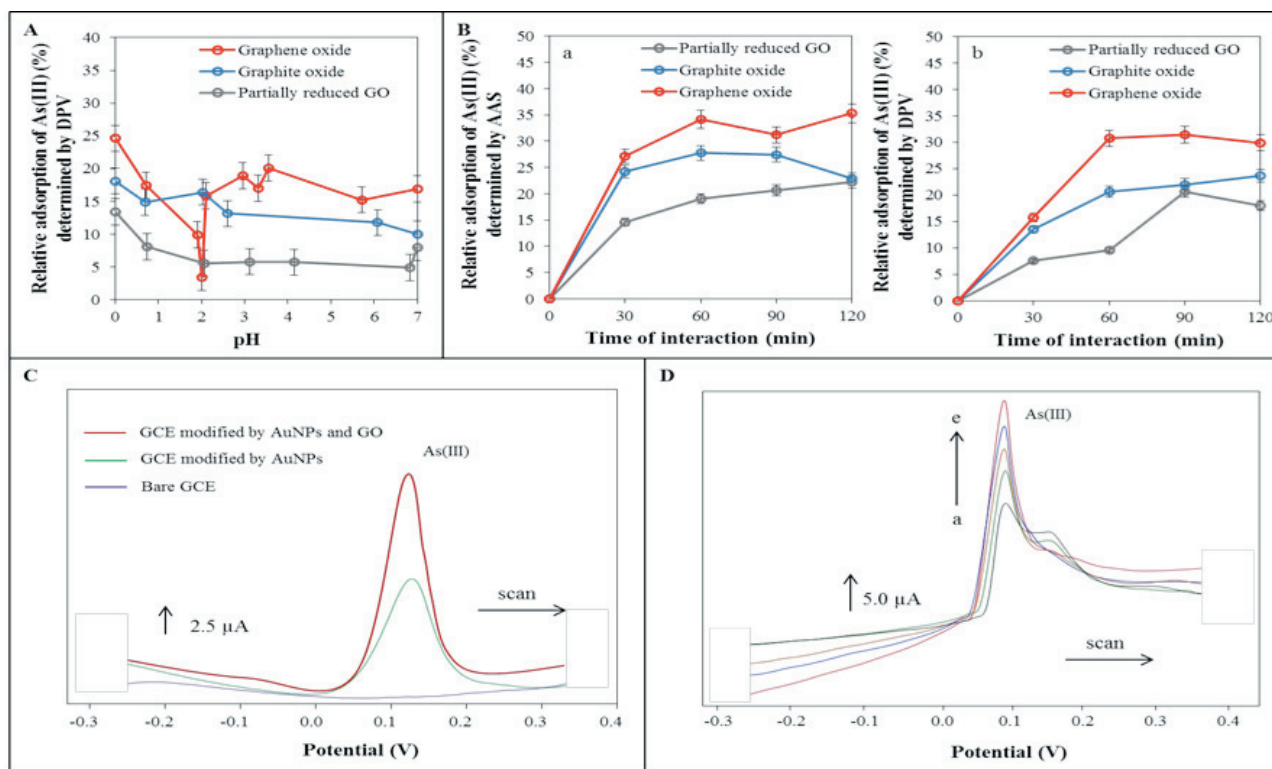 A
Relative adsorption of As(III) (%)
determined by DPV
40
35
30
25
20
15
10
5
0
Graphene oxide
Graphite oxide
Partially reduced GO
0 1 2 3 4 5 6 7
pH
B
a
Relative adsorption of As(III) (%)
determined by AAS
50
45
40
35
30
25
20
15
10
5
0
Partially reduced GO
Graphite oxide
Graphene oxide
0 30 60 90 120
Time of interaction (min)
b
Relative adsorption of As(III) (%)
determined by DPV
50
45
40
35
30
25
20
15
10
5
0
Partially reduced GO
Graphite oxide
Graphene oxide
0 30 60 90 120
Time of interaction (min)
C
GCE modified by AuNPs and GO
GCE modified by AuNPs
Bare GCE
As(III)
scan
2.5 µA
-0.3 -0.2 -0.1 0.0 0.1 0.2 0.3 0.4
Potential (V)
D
e
As(III)
a
5.0 µA
scan
-0.3 -0.2 -0.1 0.0 0.1 0.2 0.3 0.4
Potential (V)